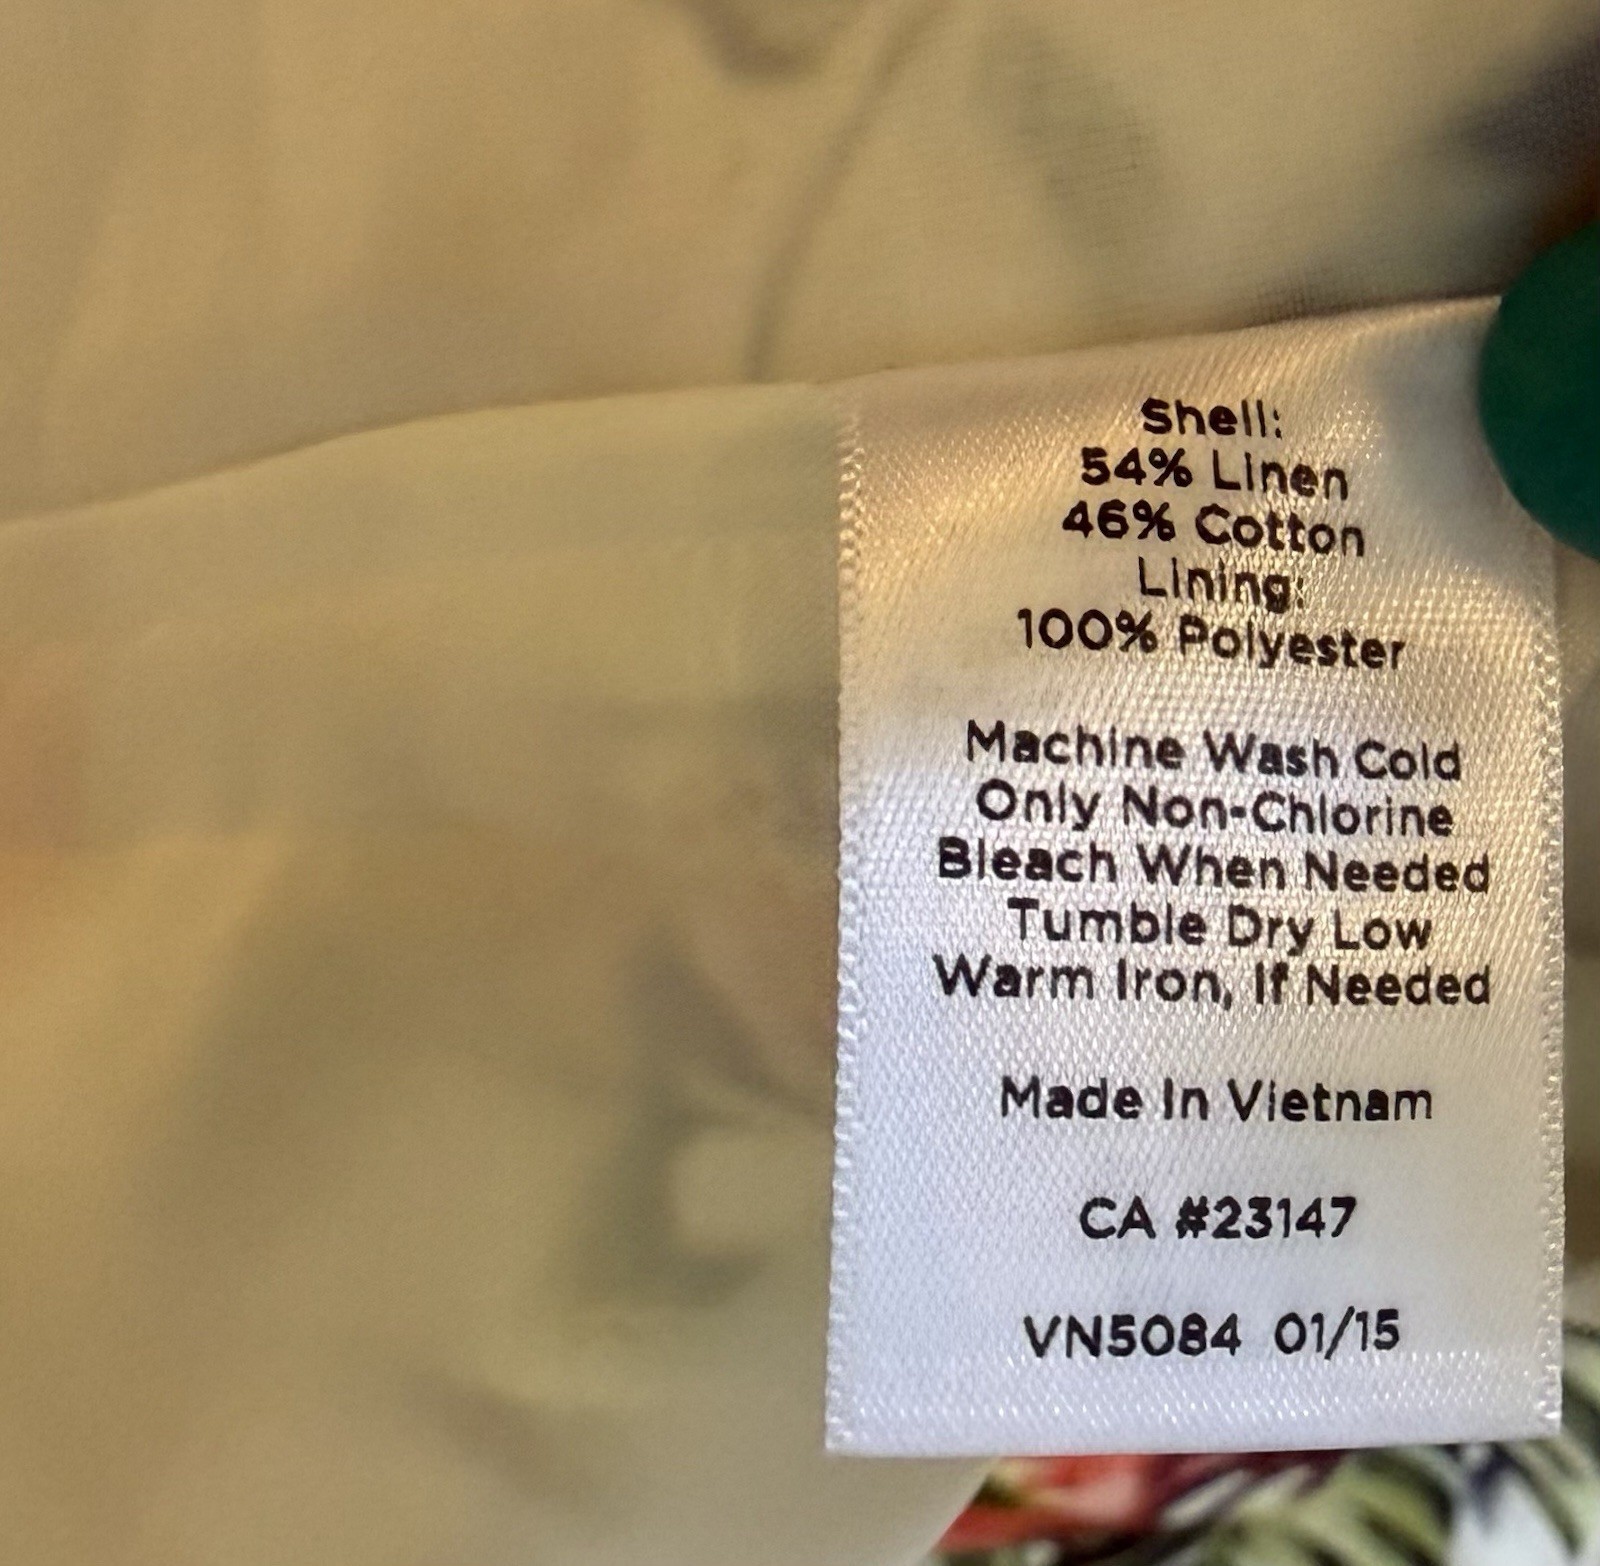 Shell:
54% Linen
46% Cotton
Lining:
100% Polyester
Machine Wash Cold
Only Non-Chlorine
Bleach When Needed
Tumble Dry Low
Warm Iron, If Needed
Made In Vietnam
CA #23147
VN5084 01/15